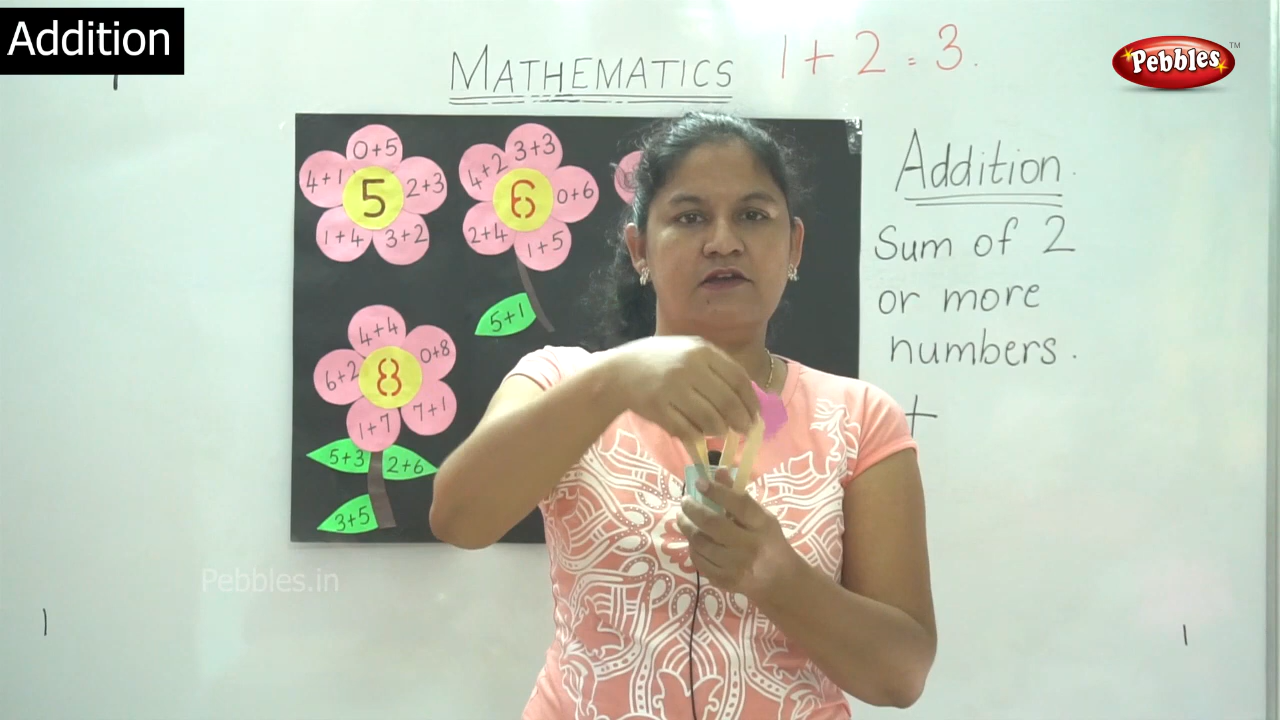 Addition
MATHEMATICS 1 + 2 = 3.
Pebbles™
0+5
4+1
2+3
5
1+4
3+2
3+3
4+2
0+6
6
2+4
1+5
5+1
4+4
0+8
6+2
8
7+1
1+7
5+3
2+6
3+5
Addition.
Sum of 2
or more
numbers.
+
Pebbles.in